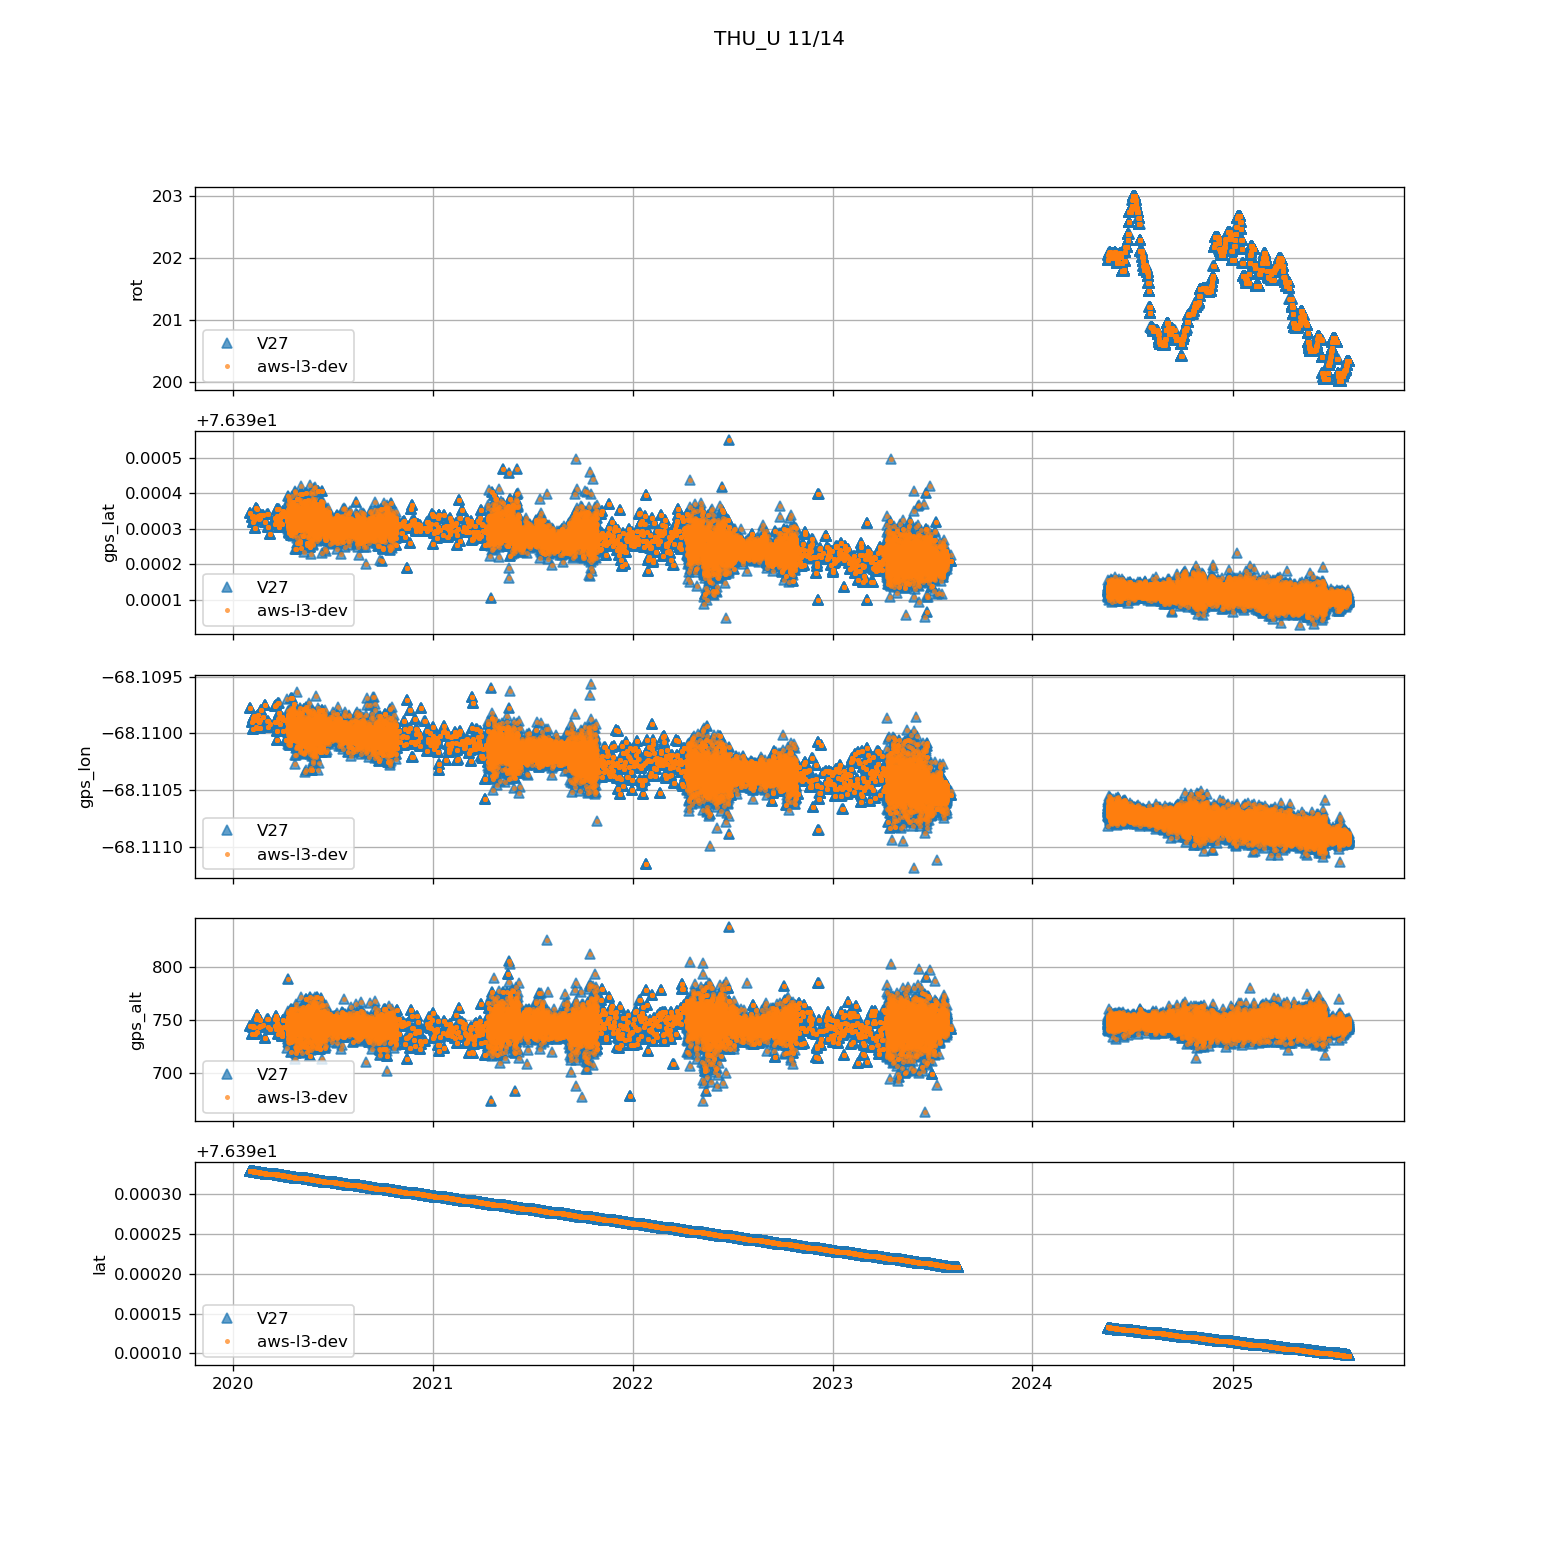 THU_U 11/14
203
202
201
200
rot
V27
aws-l3-dev
+7.639e1
0.0005
0.0004
0.0003
0.0002
0.0001
gps_lat
V27
aws-l3-dev
−68.1095
−68.1100
−68.1105
−68.1110
gps_lon
V27
aws-l3-dev
800
750
700
gps_alt
V27
aws-l3-dev
+7.639e1
0.00030
0.00025
0.00020
0.00015
0.00010
lat
V27
aws-l3-dev
2020 2021 2022 2023 2024 2025